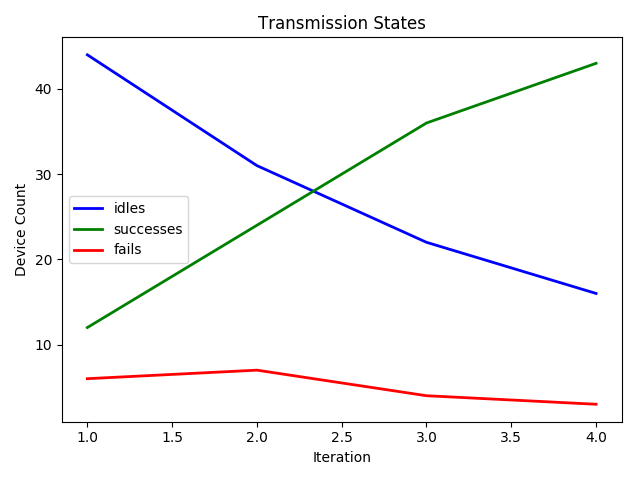 Transmission States
Device Count
40
30
20
10
idles
successes
fails
1.0 1.5 2.0 2.5 3.0 3.5 4.0
Iteration